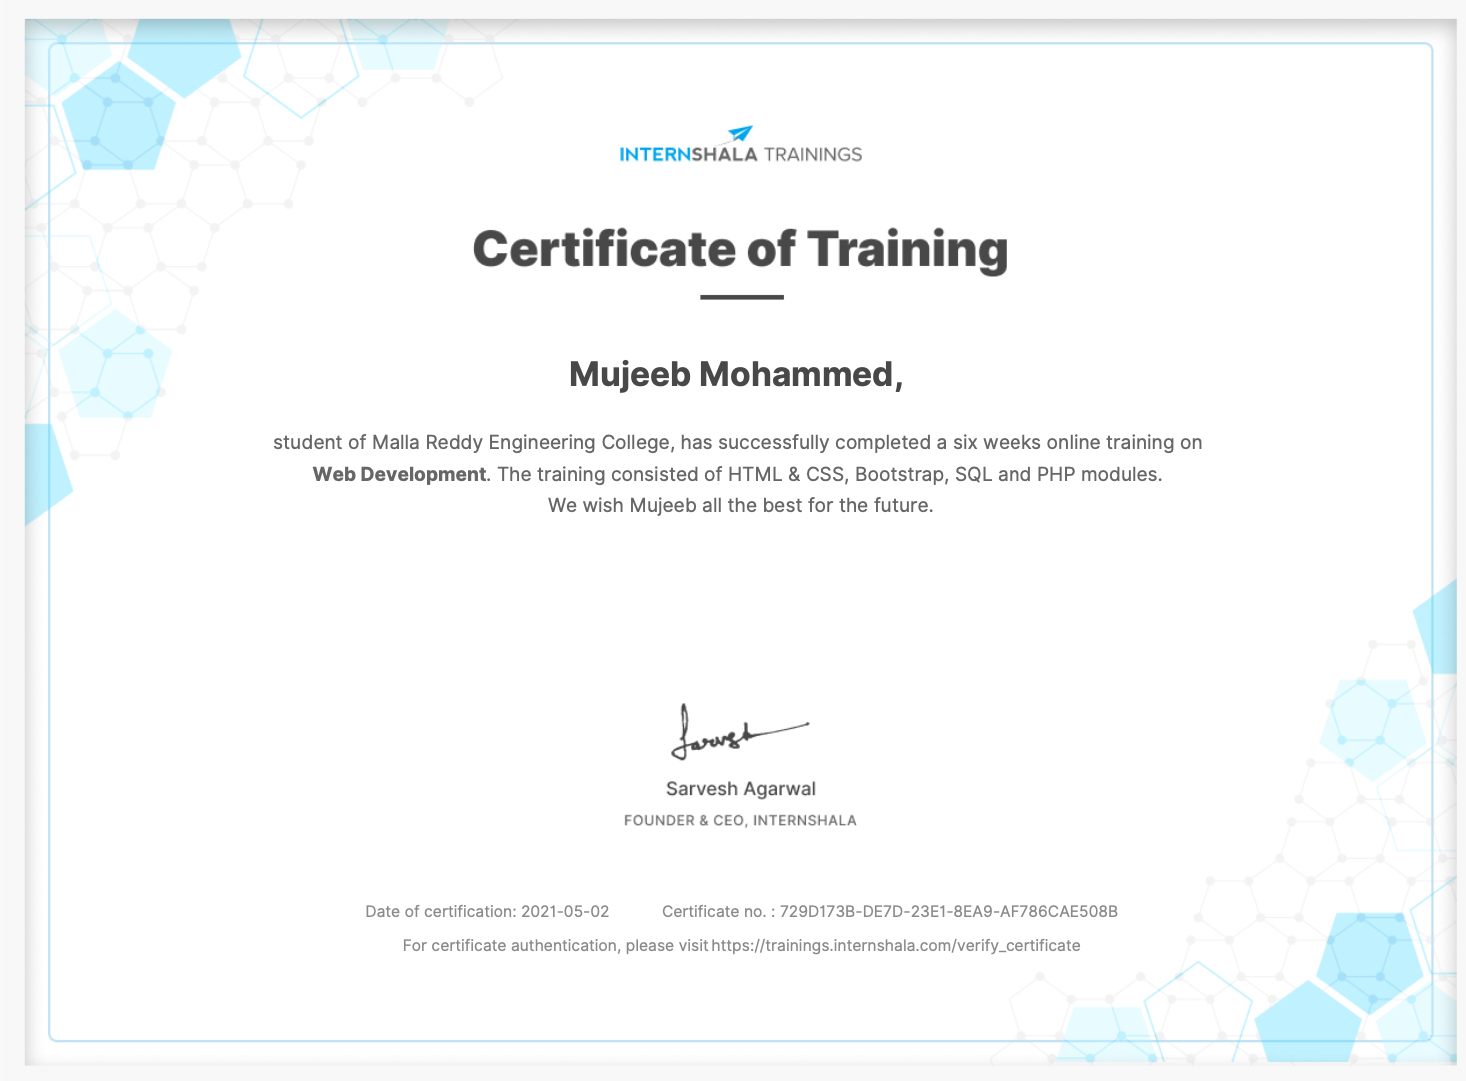 INTERNSHALA TRAININGS
Certificate of Training
Mujeeb Mohammed,
student of Malla Reddy Engineering College, has successfully completed a six weeks online training on
Web Development. The training consisted of HTML & CSS, Bootstrap, SQL and PHP modules.
We wish Mujeeb all the best for the future.
Sarvesh
Sarvesh Agarwal
FOUNDER & CEO, INTERNSHALA
Date of certification: 2021-05-02 Certificate no. : 729D173B-DE7D-23E1-8EA9-AF786CAE508B
For certificate authentication, please visit https://trainings.internshala.com/verify_certificate